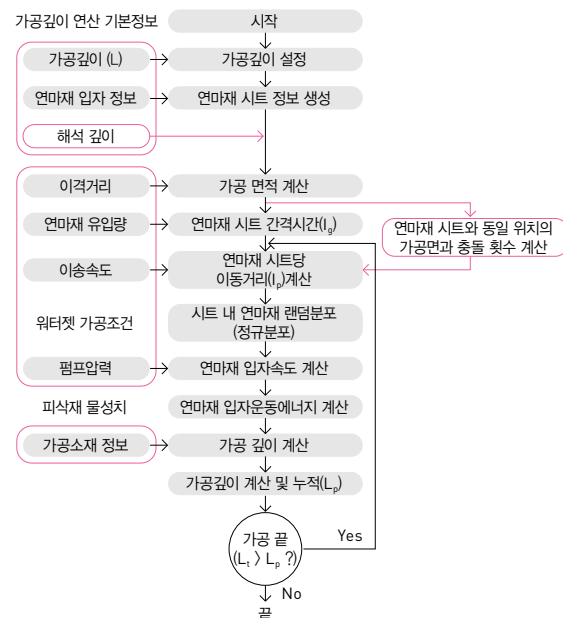 가공깊이 연산 기본정보
시작
가공깊이 (L)
가공깊이 설정
연마재 입자 정보
연마재 시트 정보 생성
해석 깊이
이격거리
가공 면적 계산
연마재 유입량
연마재 시트 간격시간(Ig)
연마재 시트와 동일 위치의
가공면과 충돌 횟수 계산
이송속도
연마재 시트당
이동거리(Ip)계산
워터젯 가공조건
시트 내 연마재 랜덤분포
(정규분포)
펌프압력
연마재 입자속도 계산
피삭재 물성치
연마재 입자운동에너지 계산
가공소재 정보
가공 깊이 계산
가공깊이 계산 및 누적(Lp)
가공 끝
(Lt > Lp ?)
Yes
No
끝